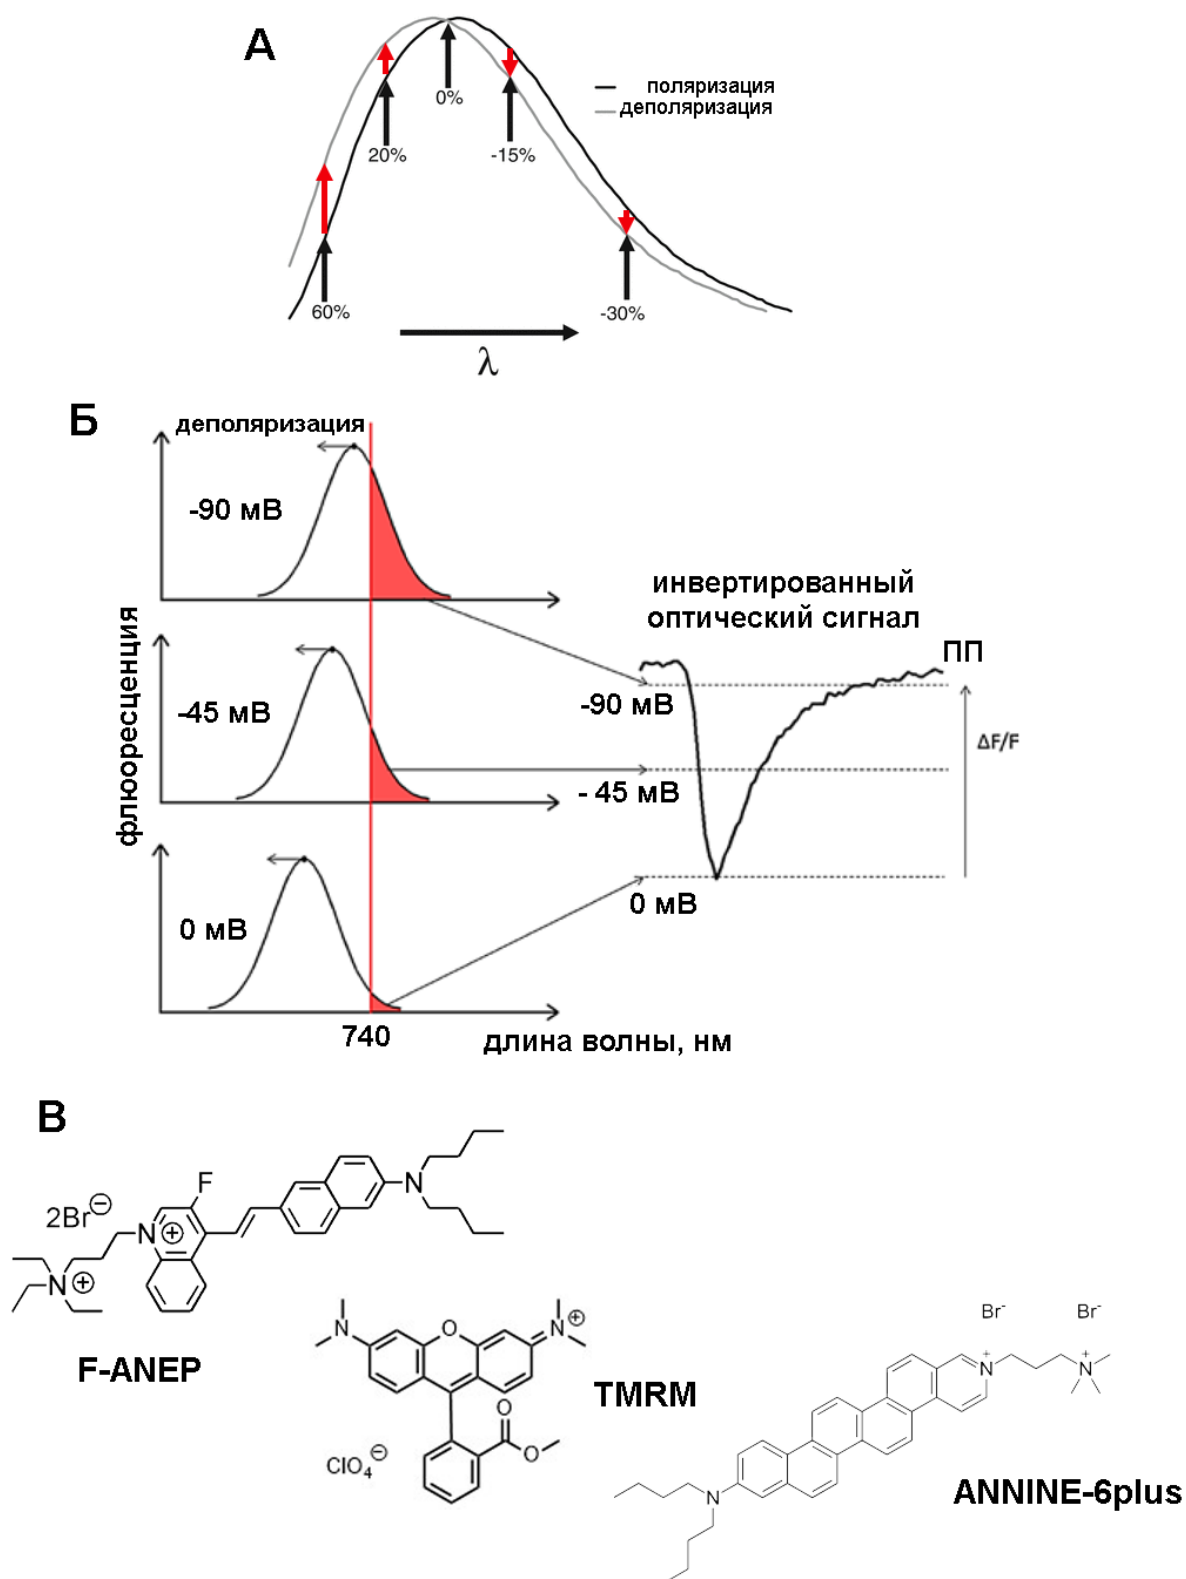 А
поляризация
деполяризация
0%
20%
-15%
60%
-30%
λ
Б
деполяризация
-90 мВ
-45 мВ
0 мВ
флюоресценция
740
длина волны, нм
инвертированный
оптический сигнал
ПП
-90 мВ
- 45 мВ
0 мВ
ΔF/F
В
2Br⊖
F
N
⊕
N
N
⊕
F-ANEP
N
O
N
⊕
O
O
ClO4⊖
TMRM
Br-
Br-
N
+
N
+
N
ANNINE-6plus